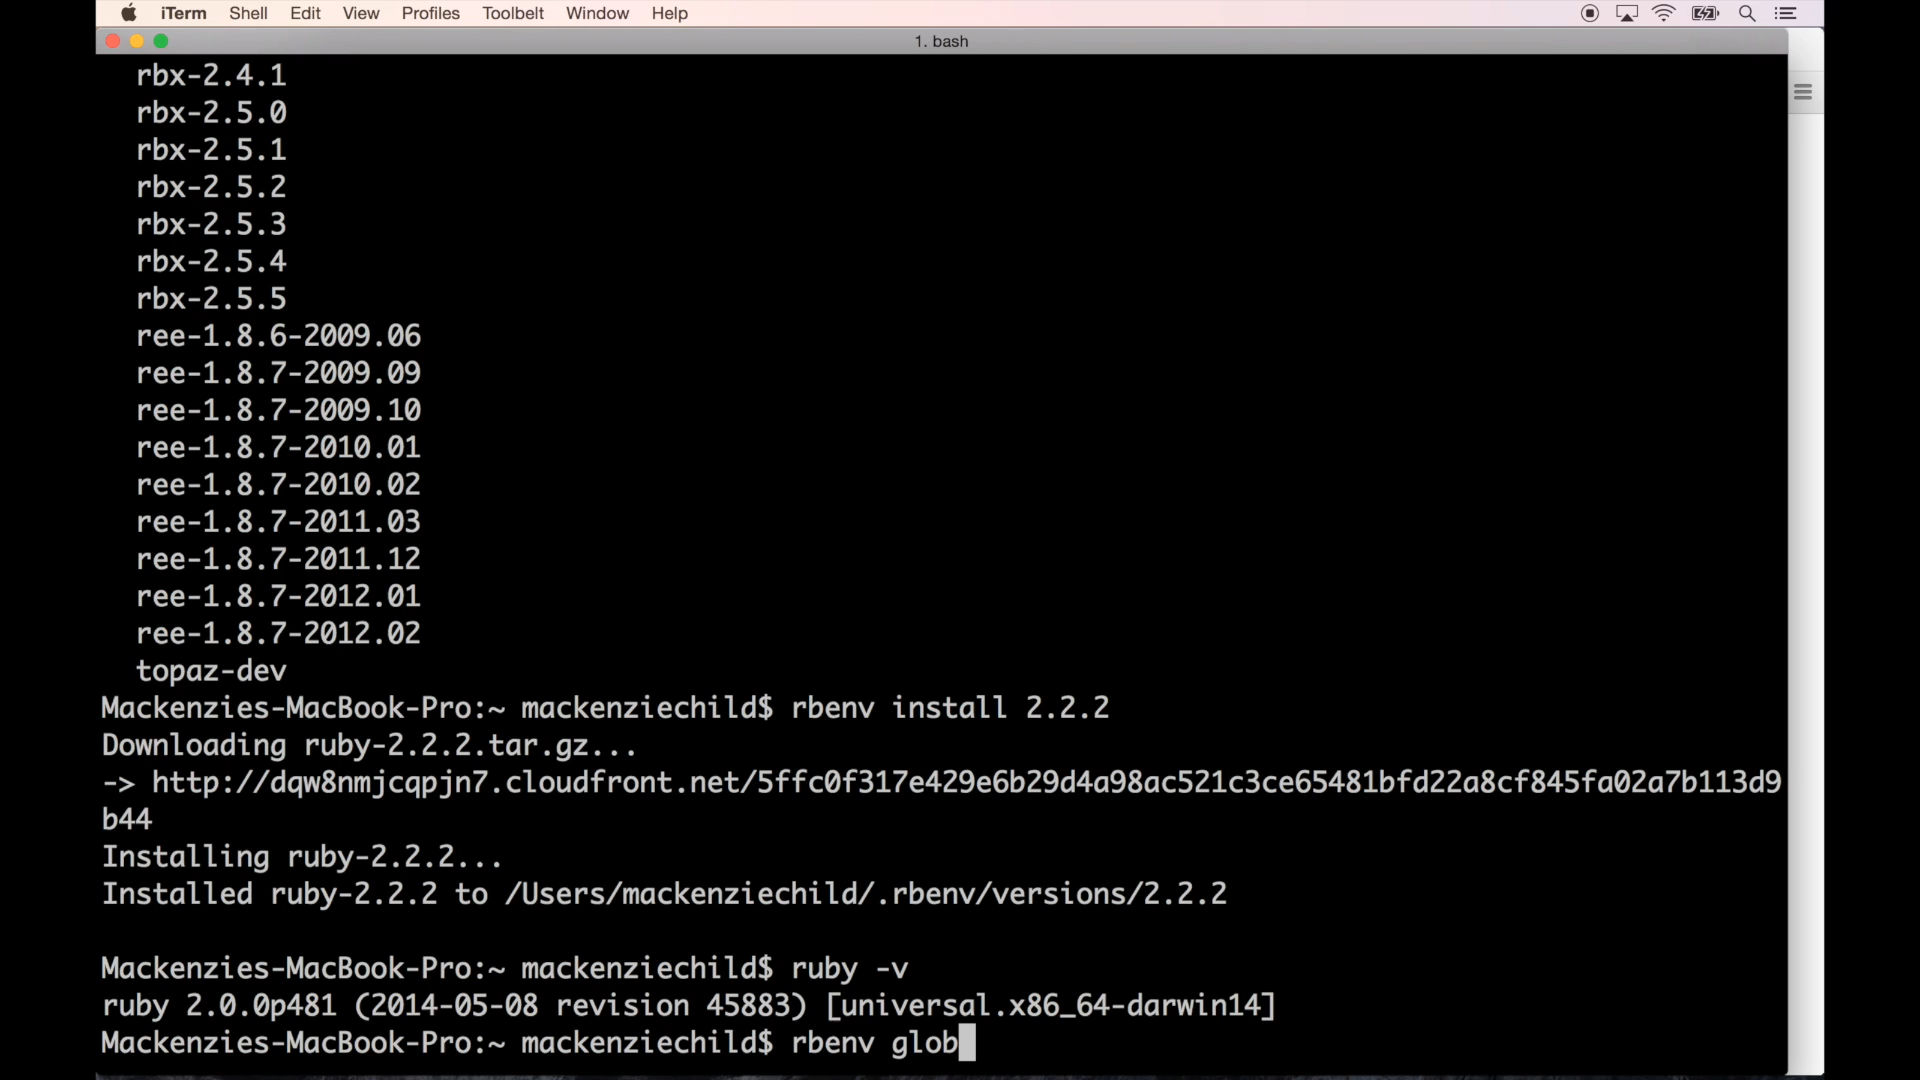 iTerm Shell Edit View Profiles Toolbelt Window Help
1. bash
rbx-2.4.1
rbx-2.5.0
rbx-2.5.1
rbx-2.5.2
rbx-2.5.3
rbx-2.5.4
rbx-2.5.5
ree-1.8.6-2009.06
ree-1.8.7-2009.09
ree-1.8.7-2009.10
ree-1.8.7-2010.01
ree-1.8.7-2010.02
ree-1.8.7-2011.03
ree-1.8.7-2011.12
ree-1.8.7-2012.01
ree-1.8.7-2012.02
topaz-dev
Mackenzies-MacBook-Pro:~ mackenziechild$ rbenv install 2.2.2
Downloading ruby-2.2.2.tar.gz...
-> http://dqw8nmjcqpjn7.cloudfront.net/5ffc0f317e429e6b29d4a98ac521c3ce65481bfd22a8cf845fa02a7b113d9
b44
Installing ruby-2.2.2...
Installed ruby-2.2.2 to /Users/mackenziechild/.rbenv/versions/2.2.2
Mackenzies-MacBook-Pro:~ mackenziechild$ ruby -v
ruby 2.0.0p481 (2014-05-08 revision 45883) [universal.x86_64-darwin14]
Mackenzies-MacBook-Pro:~ mackenziechild$ rbenv glob